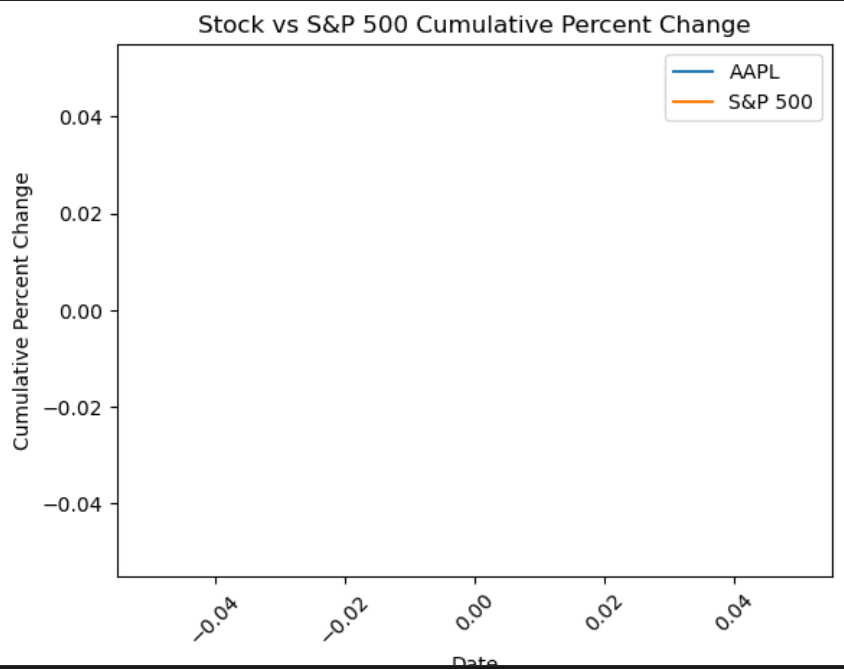 Stock vs S&P 500 Cumulative Percent Change
AAPL
S&P 500
Cumulative Percent Change
0.04
0.02
0.00
−0.02
−0.04
−0.04
−0.02
0.00
0.02
0.04
Date